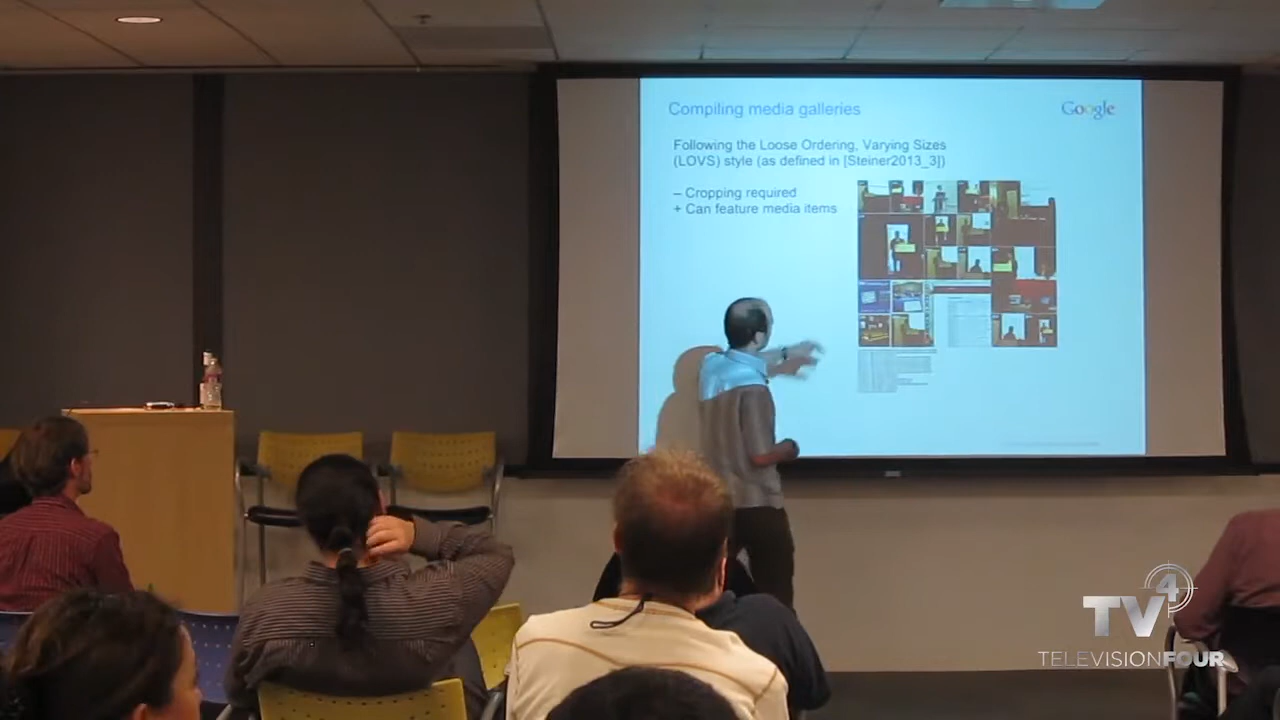 Compiling media galleries
Google
Following the Loose Ordering, Varying Sizes
(LOVS) style (as defined in [Steiner2013_3])
– Cropping required
+ Can feature media items
TV4
TELEVISIONFOUR